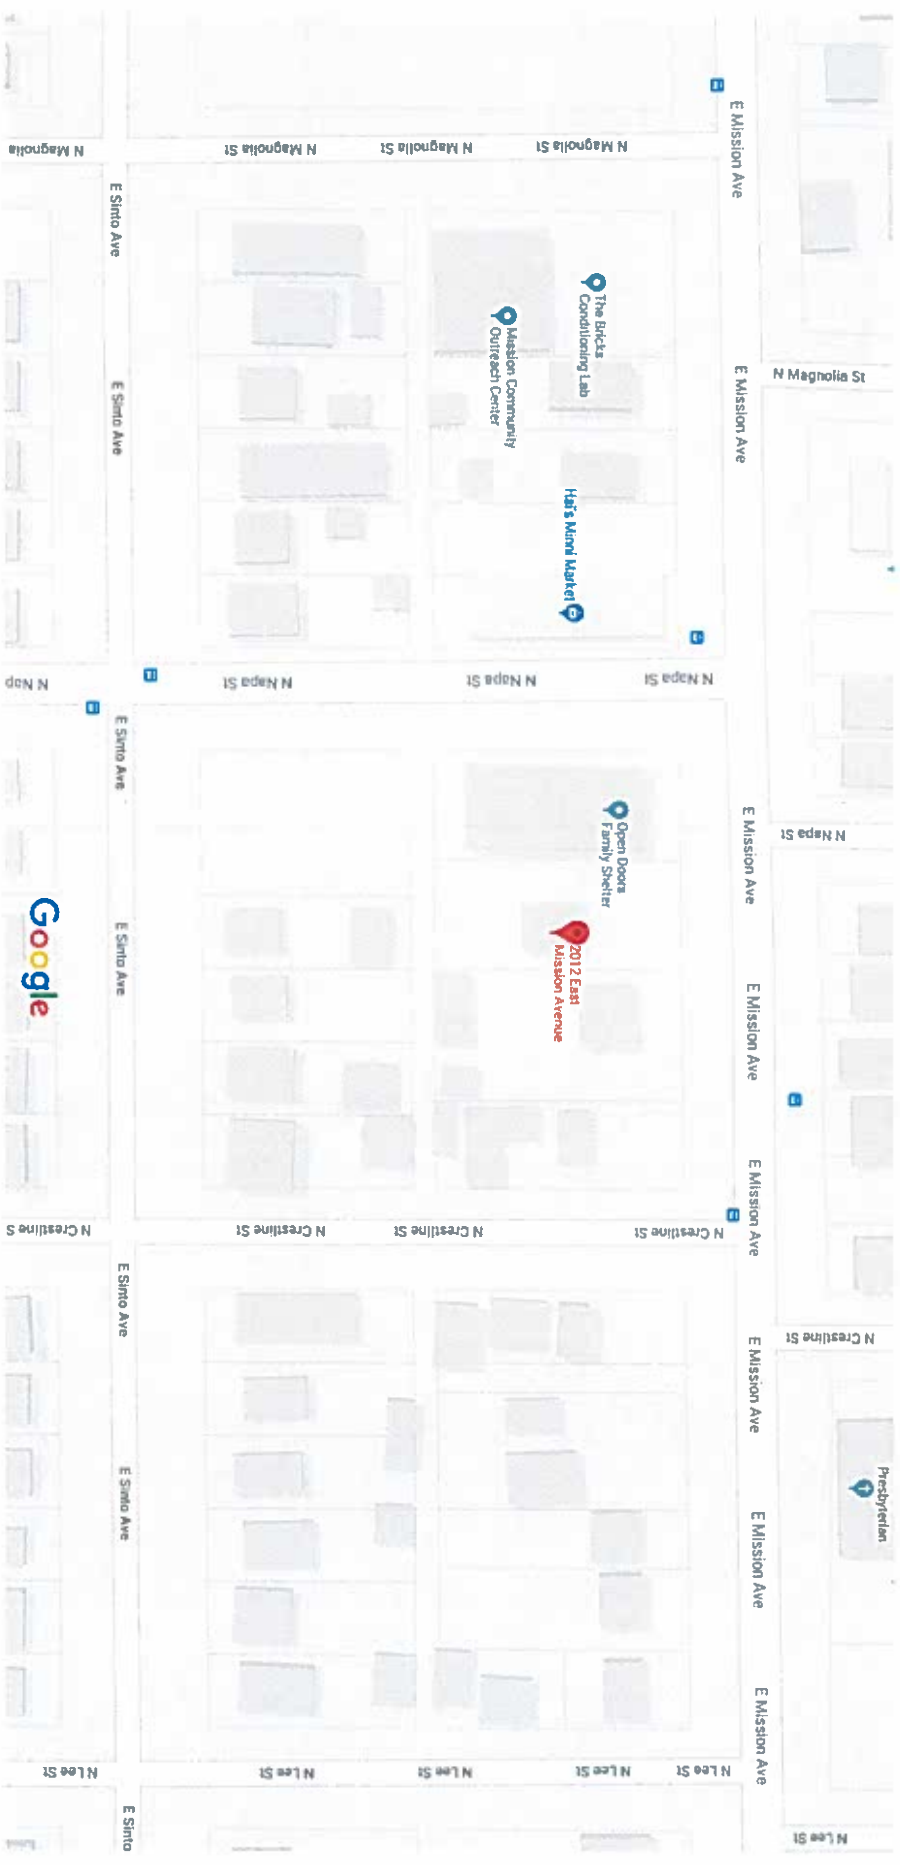 Presbyterian
N Magnolia St
N Napa St
N Crestline St
N Lee St
E Mission Ave
E Mission Ave
E Mission Ave
E Mission Ave
E Mission Ave
E Mission Ave
E Mission Ave
E Mission Ave
N Napa St
N Crestline St
N Lee St
Open Doors
Family Shelter
N Magnolia St
The Bricks
Conditioning Lab
Hai's Minni Market
2012 East
Mission Avenue
N Lee St
Mission Community
Outreach Center
N Napa St
N Magnolia St
N Crestline St
N Lee St
N Magnolia St
N Napa St
N Crestline St
N Lee St
E Sinto Ave
E Sinto Ave
E Sinto Ave
E Sinto Ave
E Sinto Ave
E Sinto Ave
E Sinto
N Magnolia
N Nap
N Crestline S
N Lee St
Google